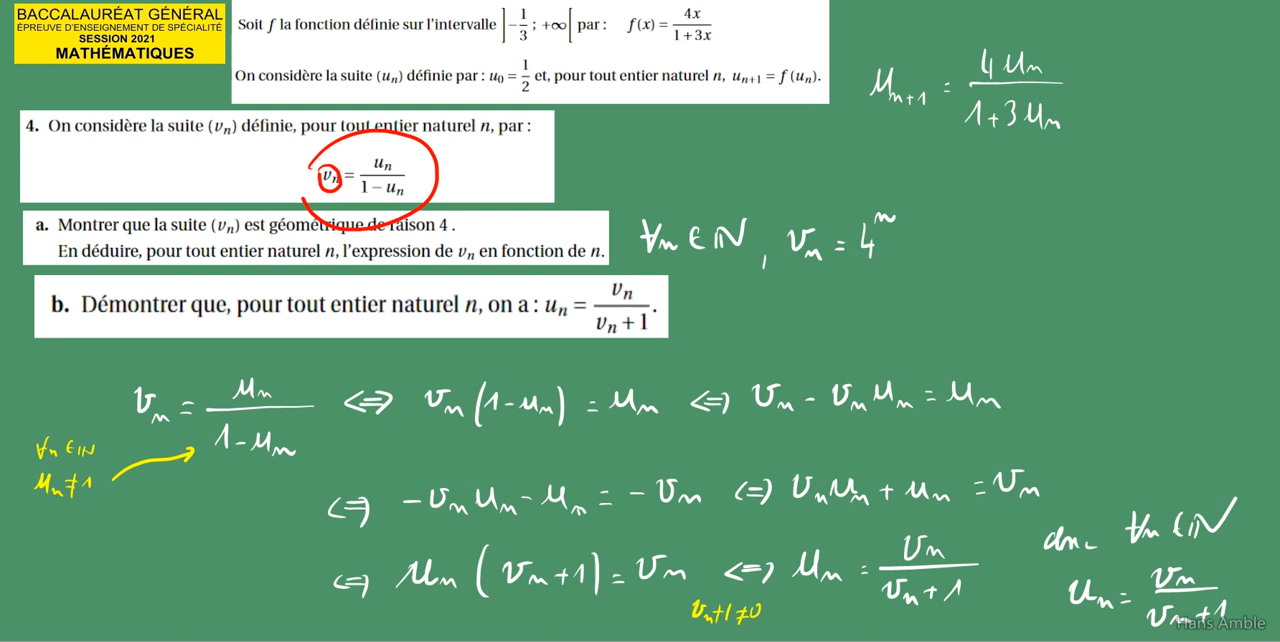 BACCALAURÉAT GÉNÉRAL
ÉPREUVE D'ENSEIGNEMENT DE SPÉCIALITÉ
SESSION 2021
MATHÉMATIQUES
Soit f la fonction définie sur l'intervalle ]-1/3 ; +∞[ par : f(x) = 4x/(1+3x)
On considère la suite (uₙ) définie par : u₀ = 1/2 et, pour tout entier naturel n, uₙ₊₁ = f(uₙ).
uₙ₊₁ = 4uₙ/(1+3uₙ)
4. On considère la suite (vₙ) définie, pour tout entier naturel n, par :
vₙ = uₙ/(1-uₙ)
a. Montrer que la suite (vₙ) est géométrique de raison 4 .
En déduire, pour tout entier naturel n, l'expression de vₙ en fonction de n.
∀n ∈ ℕ, vₙ = 4ⁿ
b. Démontrer que, pour tout entier naturel n, on a : uₙ = vₙ/(vₙ+1).
vₙ = uₙ/(1-uₙ) ⇔ vₙ(1-uₙ) = uₙ ⇔ vₙ - vₙuₙ = uₙ
∀n ∈ ℕ
uₙ ≠ 1
⇔ -vₙuₙ - uₙ = -vₙ ⇔ vₙuₙ + uₙ = vₙ
⇔ uₙ(vₙ+1) = vₙ ⇔ uₙ = vₙ/(vₙ+1)
vₙ+1≠0
donc ∀n ∈ ℕ
uₙ = vₙ/(vₙ+1)
Hans Amble